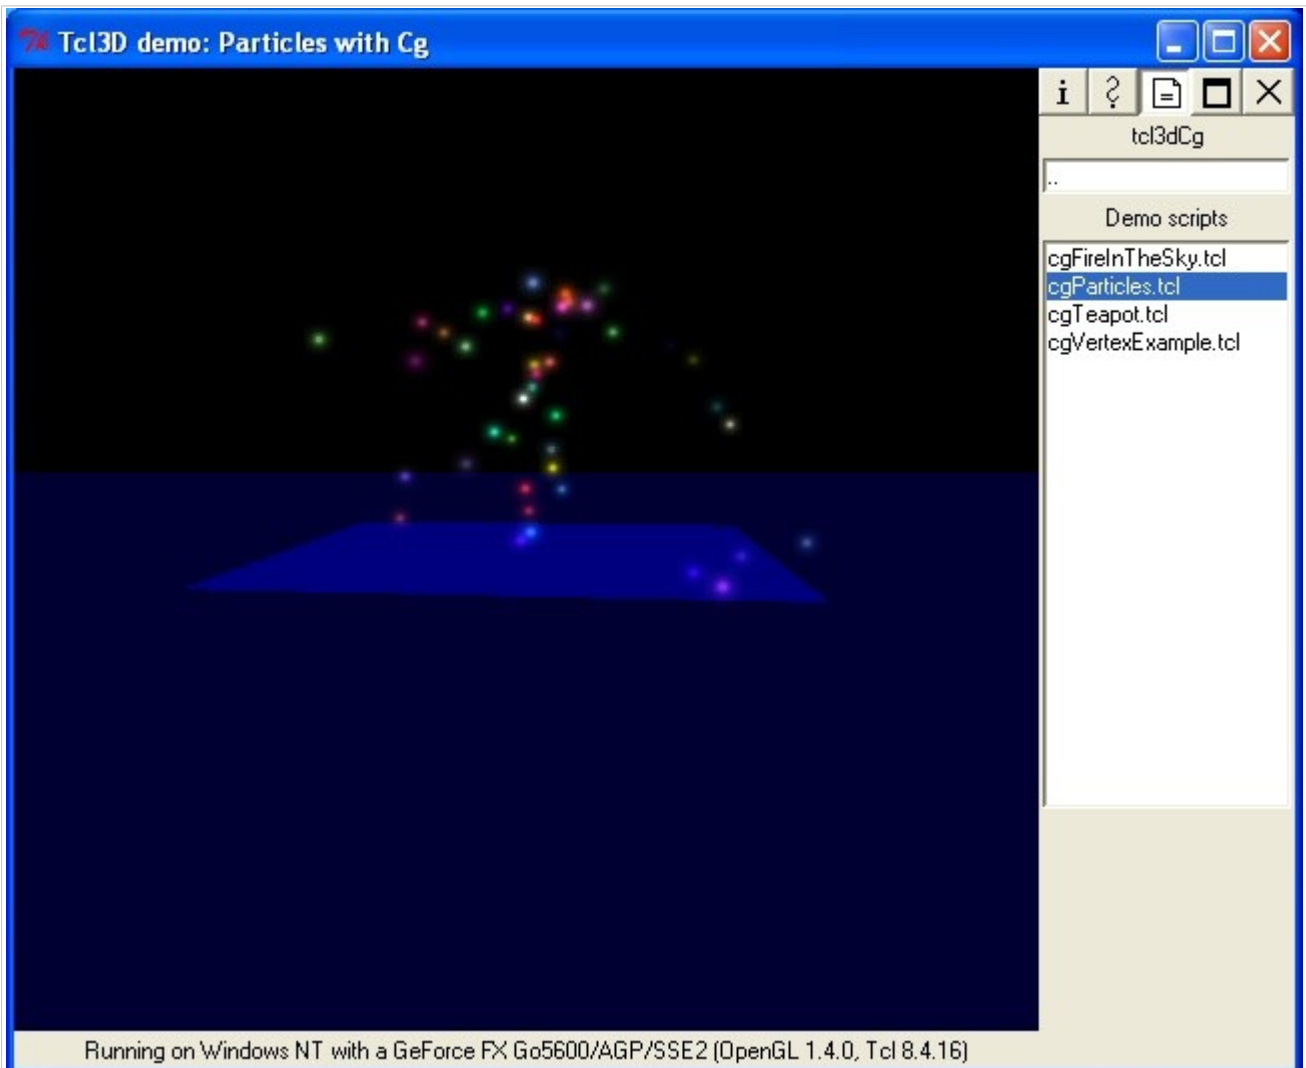 Tcl3D demo: Particles with Cg
tcl3dCg
..
Demo scripts
cgFireInTheSky.tcl
cgParticles.tcl
cgTeapot.tcl
cgVertexExample.tcl
Running on Windows NT with a GeForce FX Go5600/AGP/SSE2 (OpenGL 1.4.0, Tcl 8.4.16)